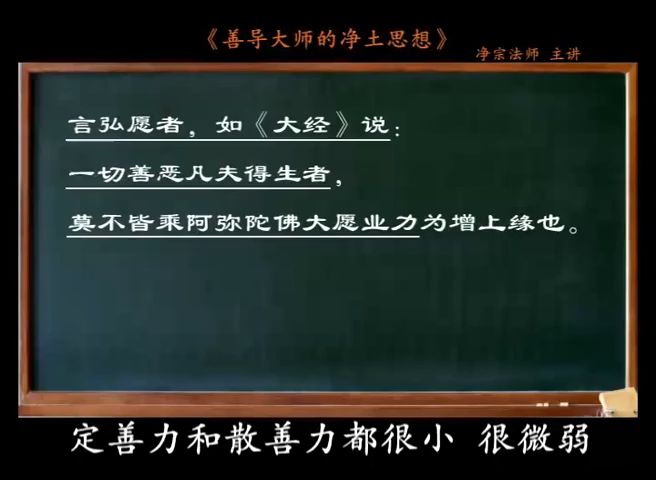 《善导大师的净土思想》
净宗法师 主讲
言弘愿者，如《大经》说：
一切善恶凡夫得生者，
莫不皆乘阿弥陀佛大愿业力为增上缘也。
定善力和散善力都很小 很微弱